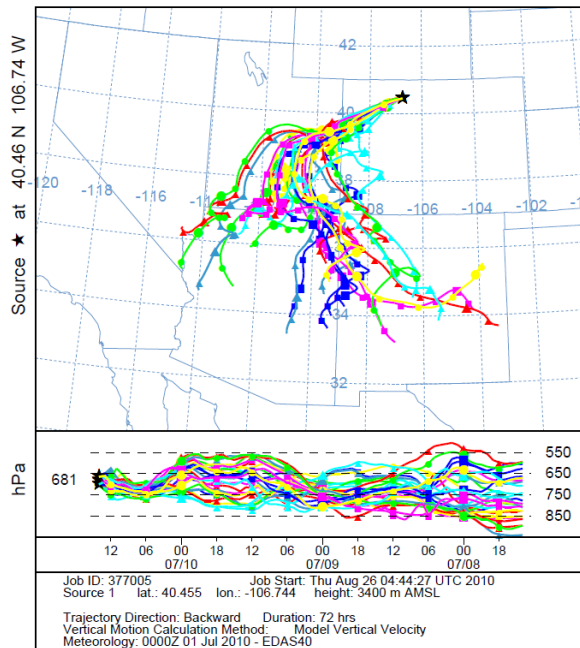 Source ★ at 40.46 N 106.74 W
42
40
38
-120
-118
-116
-114
-108
-106
-104
-102
34
32
hPa
681
550
650
750
850
12 06 00 18 12 06 00 18 12 06 00 18
07/10 07/09 07/08
Job ID: 377005 Job Start: Thu Aug 26 04:44:27 UTC 2010
Source 1 lat.: 40.455 lon.: -106.744 height: 3400 m AMSL
Trajectory Direction: Backward Duration: 72 hrs
Vertical Motion Calculation Method: Model Vertical Velocity
Meteorology: 0000Z 01 Jul 2010 - EDAS40